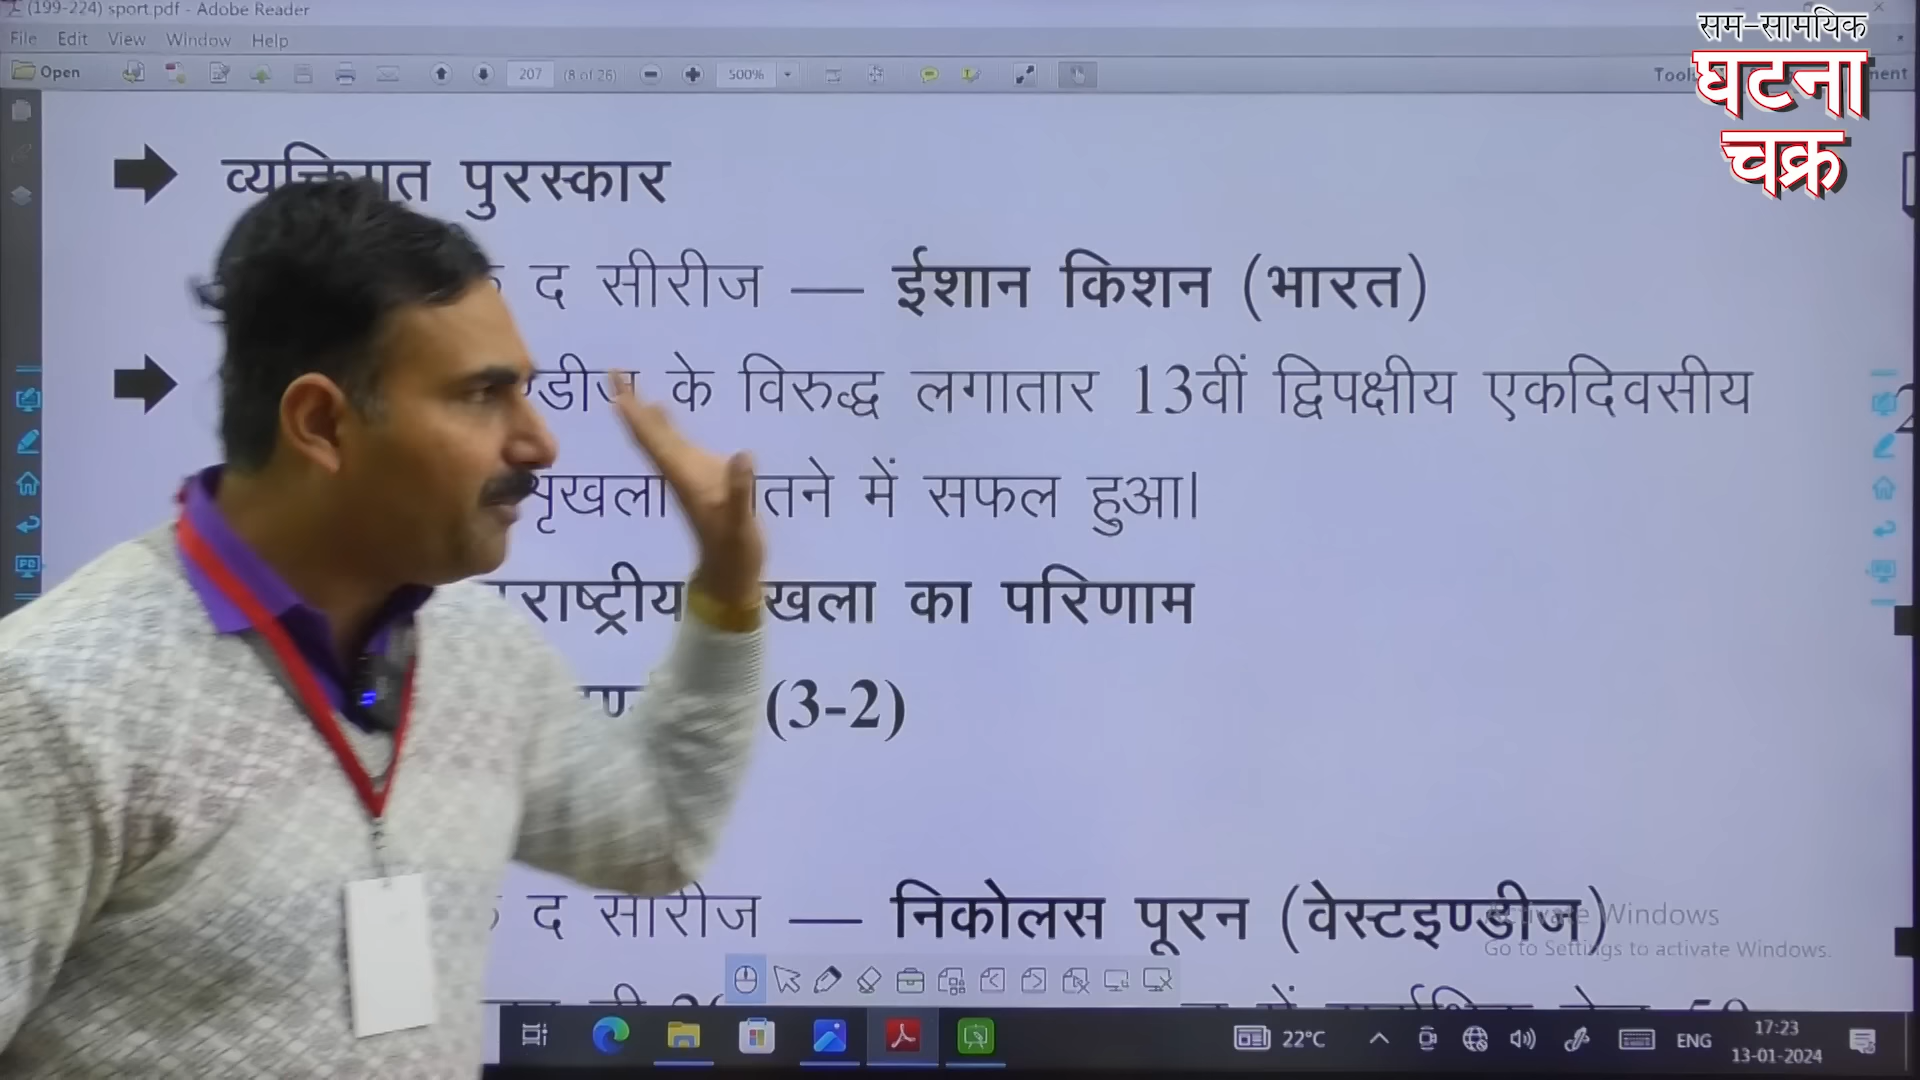 (199-224) sport.pdf - Adobe Reader
सम-सामयिक
घटना
चक्र
File Edit View Window Help
Open 207 (8 of 26) 500%
व्यक्तिगत पुरस्कार
द सीरीज — ईशान किशन (भारत)
के विरुद्ध लगातार 13वीं द्विपक्षीय एकदिवसीय
में सफल हुआ।
का परिणाम
(3-2)
द सीरीज — निकोलस पूरन (वेस्टइण्डीज)
Activate Windows
Go to Settings to activate Windows.
22°C ENG 17:23
13-01-2024